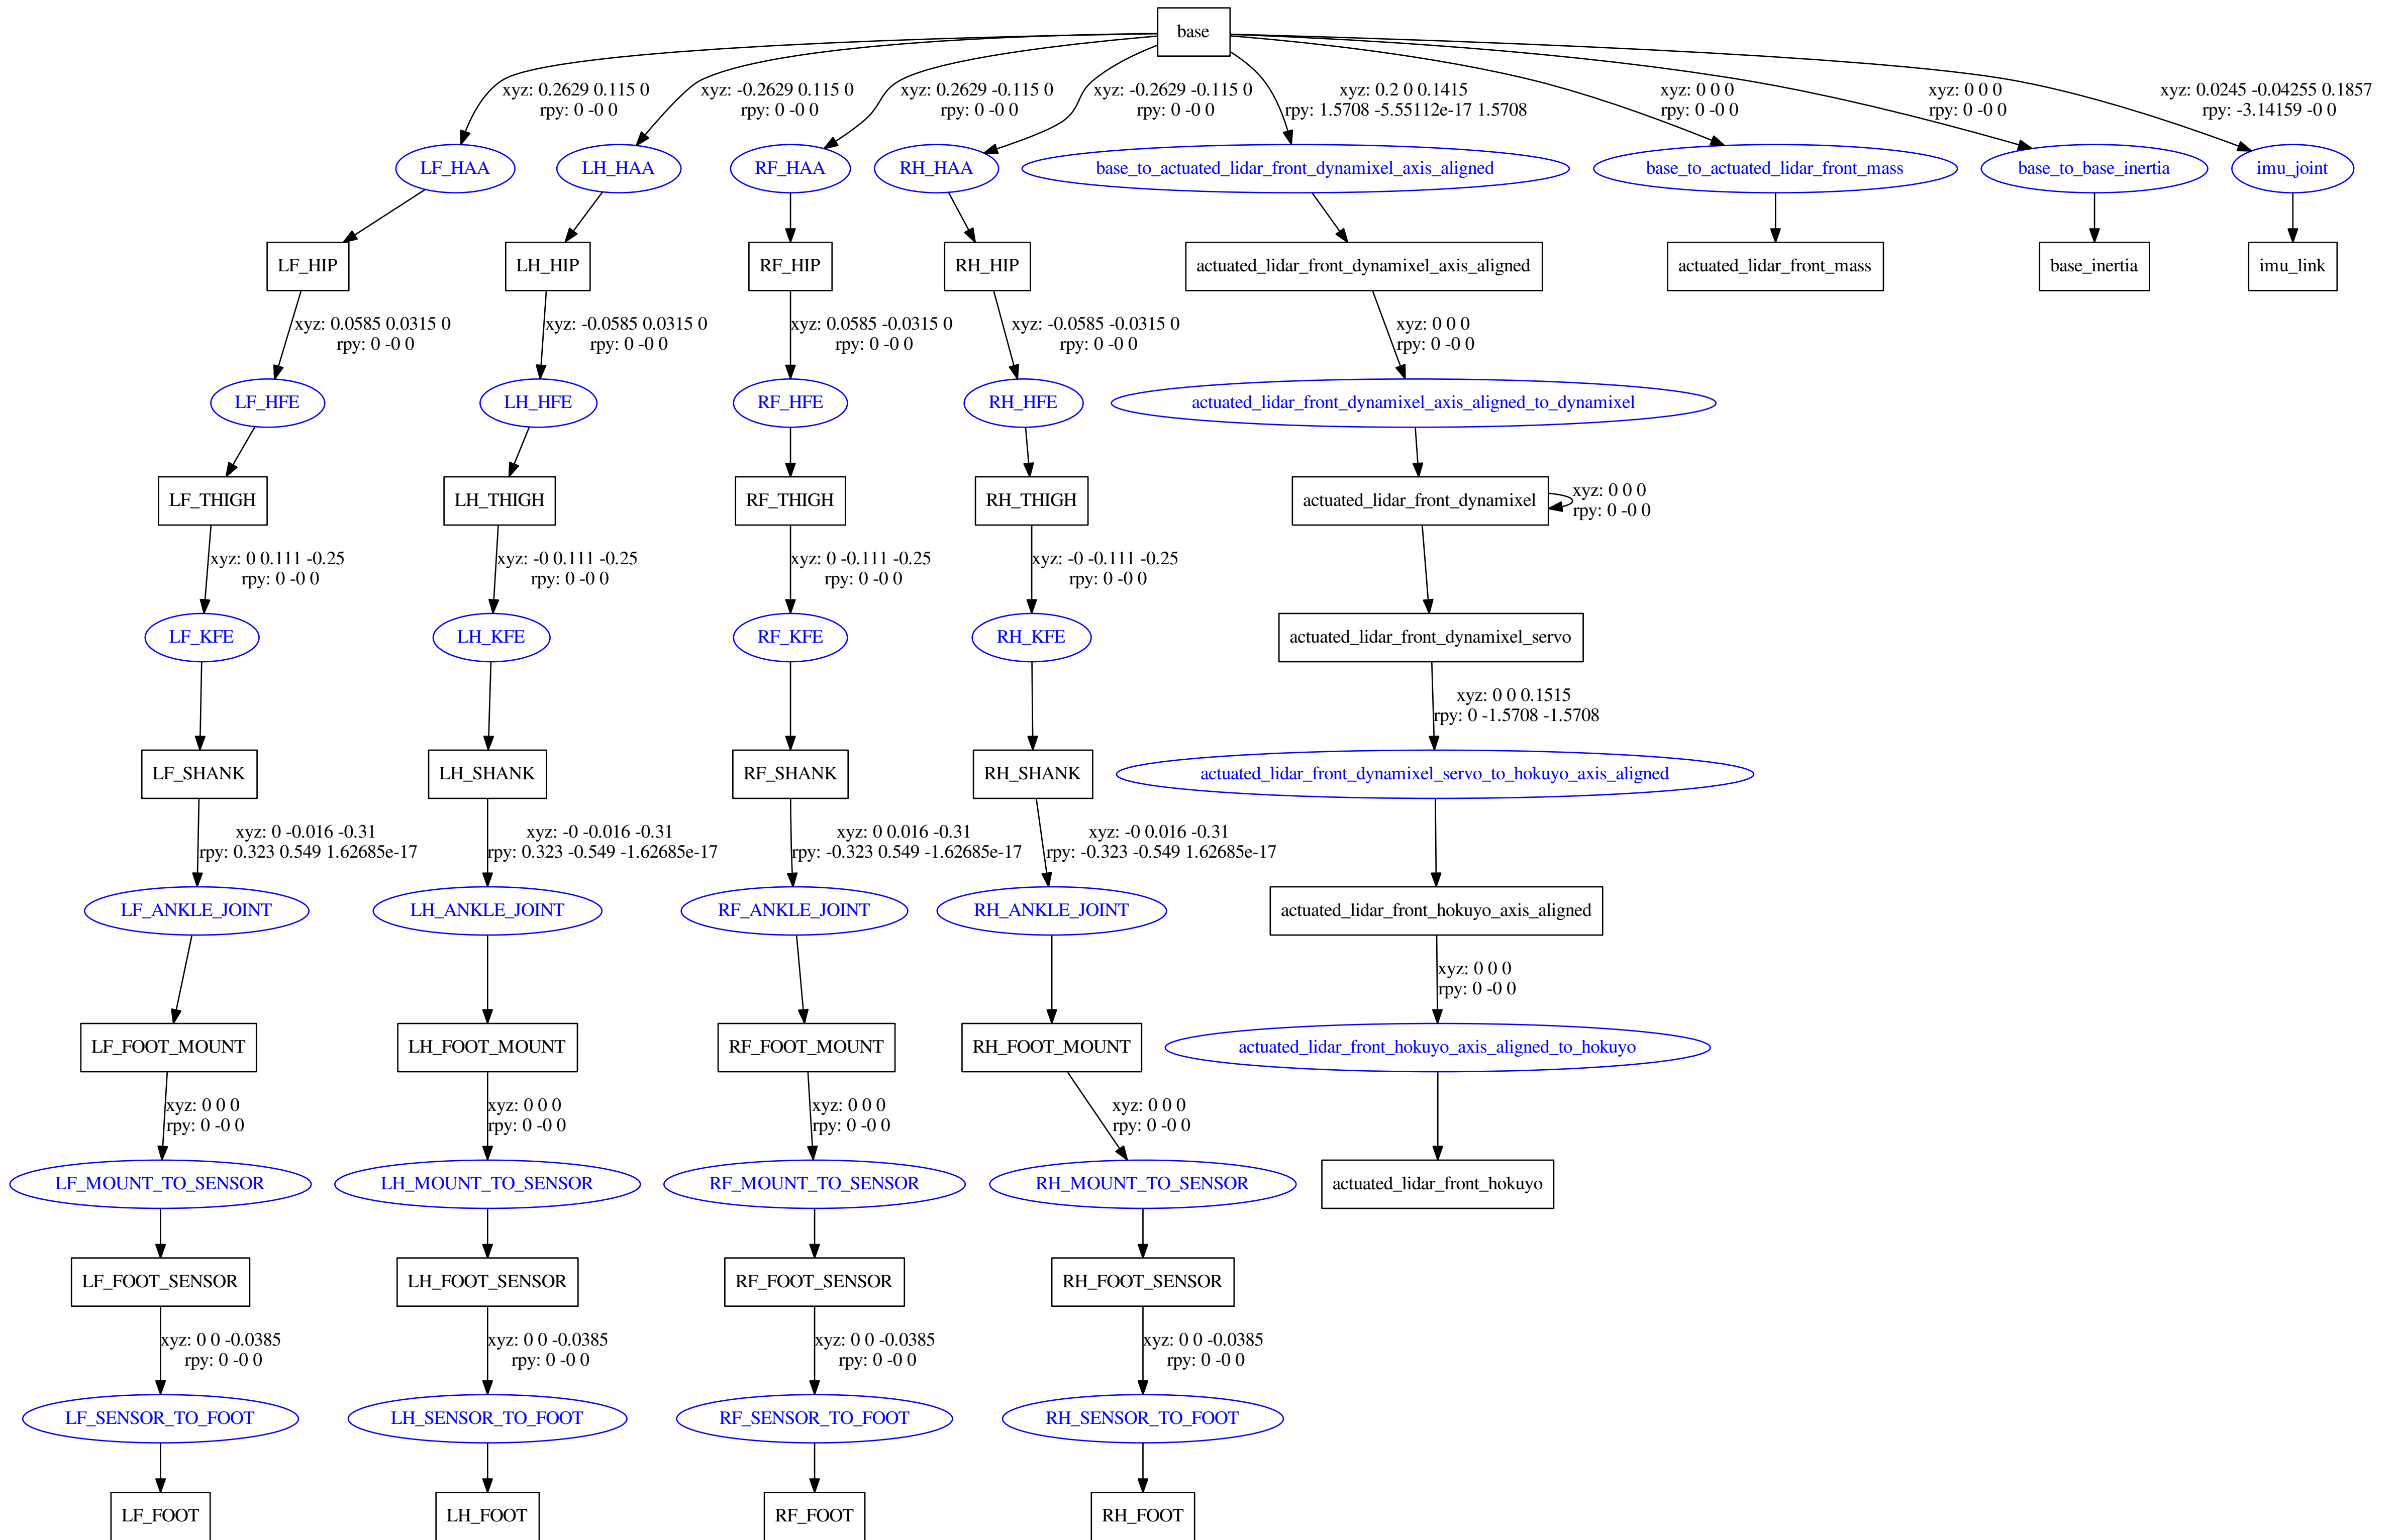 base
xyz: 0.2629 0.115 0
rpy: 0 -0 0
xyz: -0.2629 0.115 0
rpy: 0 -0 0
xyz: 0.2629 -0.115 0
rpy: 0 -0 0
xyz: -0.2629 -0.115 0
rpy: 0 -0 0
xyz: 0.2 0 0.1415
rpy: 1.5708 -5.55112e-17 1.5708
xyz: 0 0 0
rpy: 0 -0 0
xyz: 0 0 0
rpy: 0 -0 0
xyz: 0.0245 -0.04255 0.1857
rpy: -3.14159 -0 0
LF_HAA
LH_HAA
RF_HAA
RH_HAA
base_to_actuated_lidar_front_dynamixel_axis_aligned
base_to_actuated_lidar_front_mass
base_to_base_inertia
imu_joint
LF_HIP
LH_HIP
RF_HIP
RH_HIP
actuated_lidar_front_dynamixel_axis_aligned
actuated_lidar_front_mass
base_inertia
imu_link
xyz: 0.0585 0.0315 0
rpy: 0 -0 0
xyz: -0.0585 0.0315 0
rpy: 0 -0 0
xyz: 0.0585 -0.0315 0
rpy: 0 -0 0
xyz: -0.0585 -0.0315 0
rpy: 0 -0 0
xyz: 0 0 0
rpy: 0 -0 0
LF_HFE
LH_HFE
RF_HFE
RH_HFE
actuated_lidar_front_dynamixel_axis_aligned_to_dynamixel
LF_THIGH
LH_THIGH
RF_THIGH
RH_THIGH
actuated_lidar_front_dynamixel
xyz: 0 0 0
rpy: 0 -0 0
xyz: 0 0.111 -0.25
rpy: 0 -0 0
xyz: -0 0.111 -0.25
rpy: 0 -0 0
xyz: 0 -0.111 -0.25
rpy: 0 -0 0
xyz: -0 -0.111 -0.25
rpy: 0 -0 0
LF_KFE
LH_KFE
RF_KFE
RH_KFE
actuated_lidar_front_dynamixel_servo
xyz: 0 0 0.1515
rpy: 0 -1.5708 -1.5708
LF_SHANK
LH_SHANK
RF_SHANK
RH_SHANK
actuated_lidar_front_dynamixel_servo_to_hokuyo_axis_aligned
xyz: 0 -0.016 -0.31
rpy: 0.323 0.549 1.62685e-17
xyz: -0 -0.016 -0.31
rpy: 0.323 -0.549 -1.62685e-17
xyz: 0 0.016 -0.31
rpy: -0.323 0.549 -1.62685e-17
xyz: -0 0.016 -0.31
rpy: -0.323 -0.549 1.62685e-17
LF_ANKLE_JOINT
LH_ANKLE_JOINT
RF_ANKLE_JOINT
RH_ANKLE_JOINT
actuated_lidar_front_hokuyo_axis_aligned
xyz: 0 0 0
rpy: 0 -0 0
LF_FOOT_MOUNT
LH_FOOT_MOUNT
RF_FOOT_MOUNT
RH_FOOT_MOUNT
actuated_lidar_front_hokuyo_axis_aligned_to_hokuyo
xyz: 0 0 0
rpy: 0 -0 0
xyz: 0 0 0
rpy: 0 -0 0
xyz: 0 0 0
rpy: 0 -0 0
xyz: 0 0 0
rpy: 0 -0 0
LF_MOUNT_TO_SENSOR
LH_MOUNT_TO_SENSOR
RF_MOUNT_TO_SENSOR
RH_MOUNT_TO_SENSOR
actuated_lidar_front_hokuyo
LF_FOOT_SENSOR
LH_FOOT_SENSOR
RF_FOOT_SENSOR
RH_FOOT_SENSOR
xyz: 0 0 -0.0385
rpy: 0 -0 0
xyz: 0 0 -0.0385
rpy: 0 -0 0
xyz: 0 0 -0.0385
rpy: 0 -0 0
xyz: 0 0 -0.0385
rpy: 0 -0 0
LF_SENSOR_TO_FOOT
LH_SENSOR_TO_FOOT
RF_SENSOR_TO_FOOT
RH_SENSOR_TO_FOOT
LF_FOOT
LH_FOOT
RF_FOOT
RH_FOOT